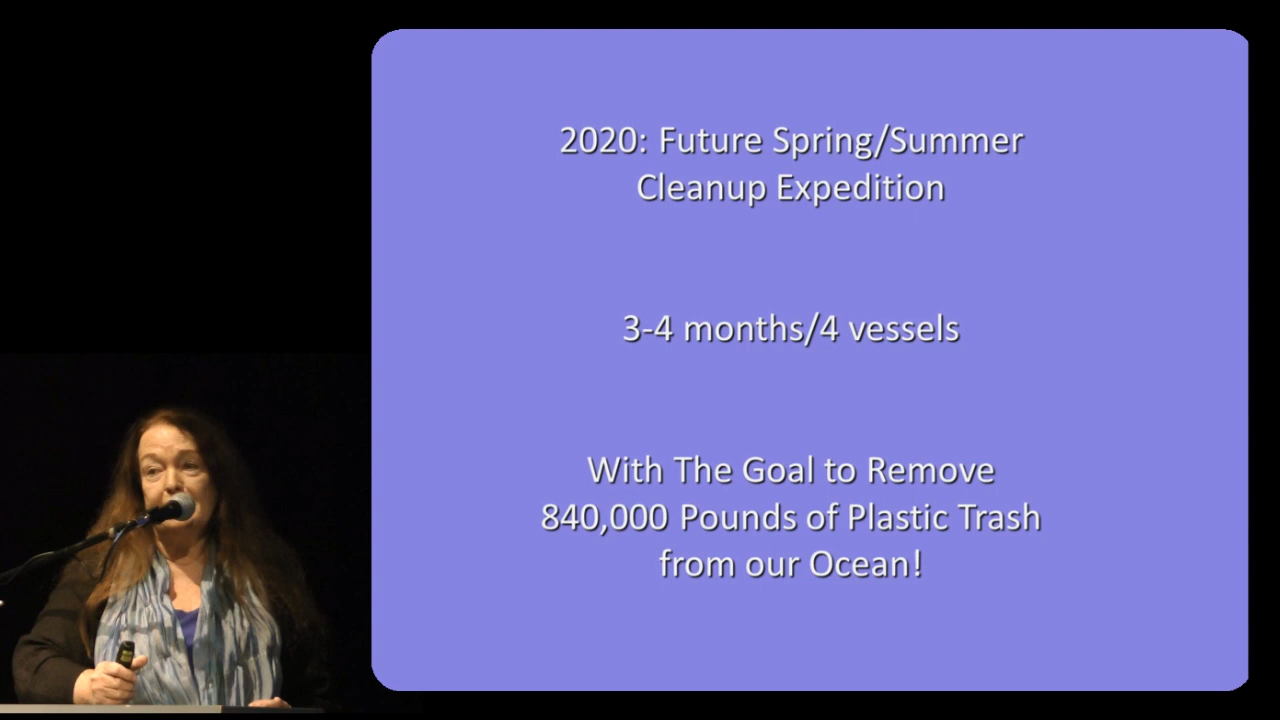 2020: Future Spring/Summer
Cleanup Expedition
3-4 months/4 vessels
With The Goal to Remove
840,000 Pounds of Plastic Trash
from our Ocean!